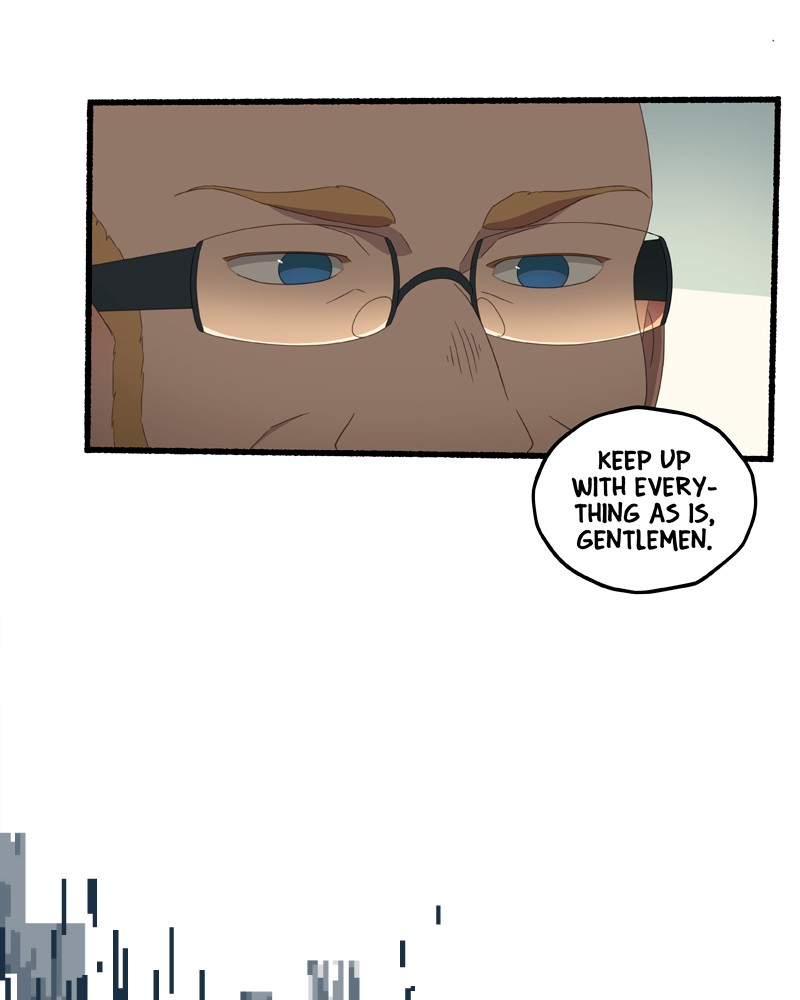 KEEP UP
WITH EVERY-
THING AS IS,
GENTLEMEN.